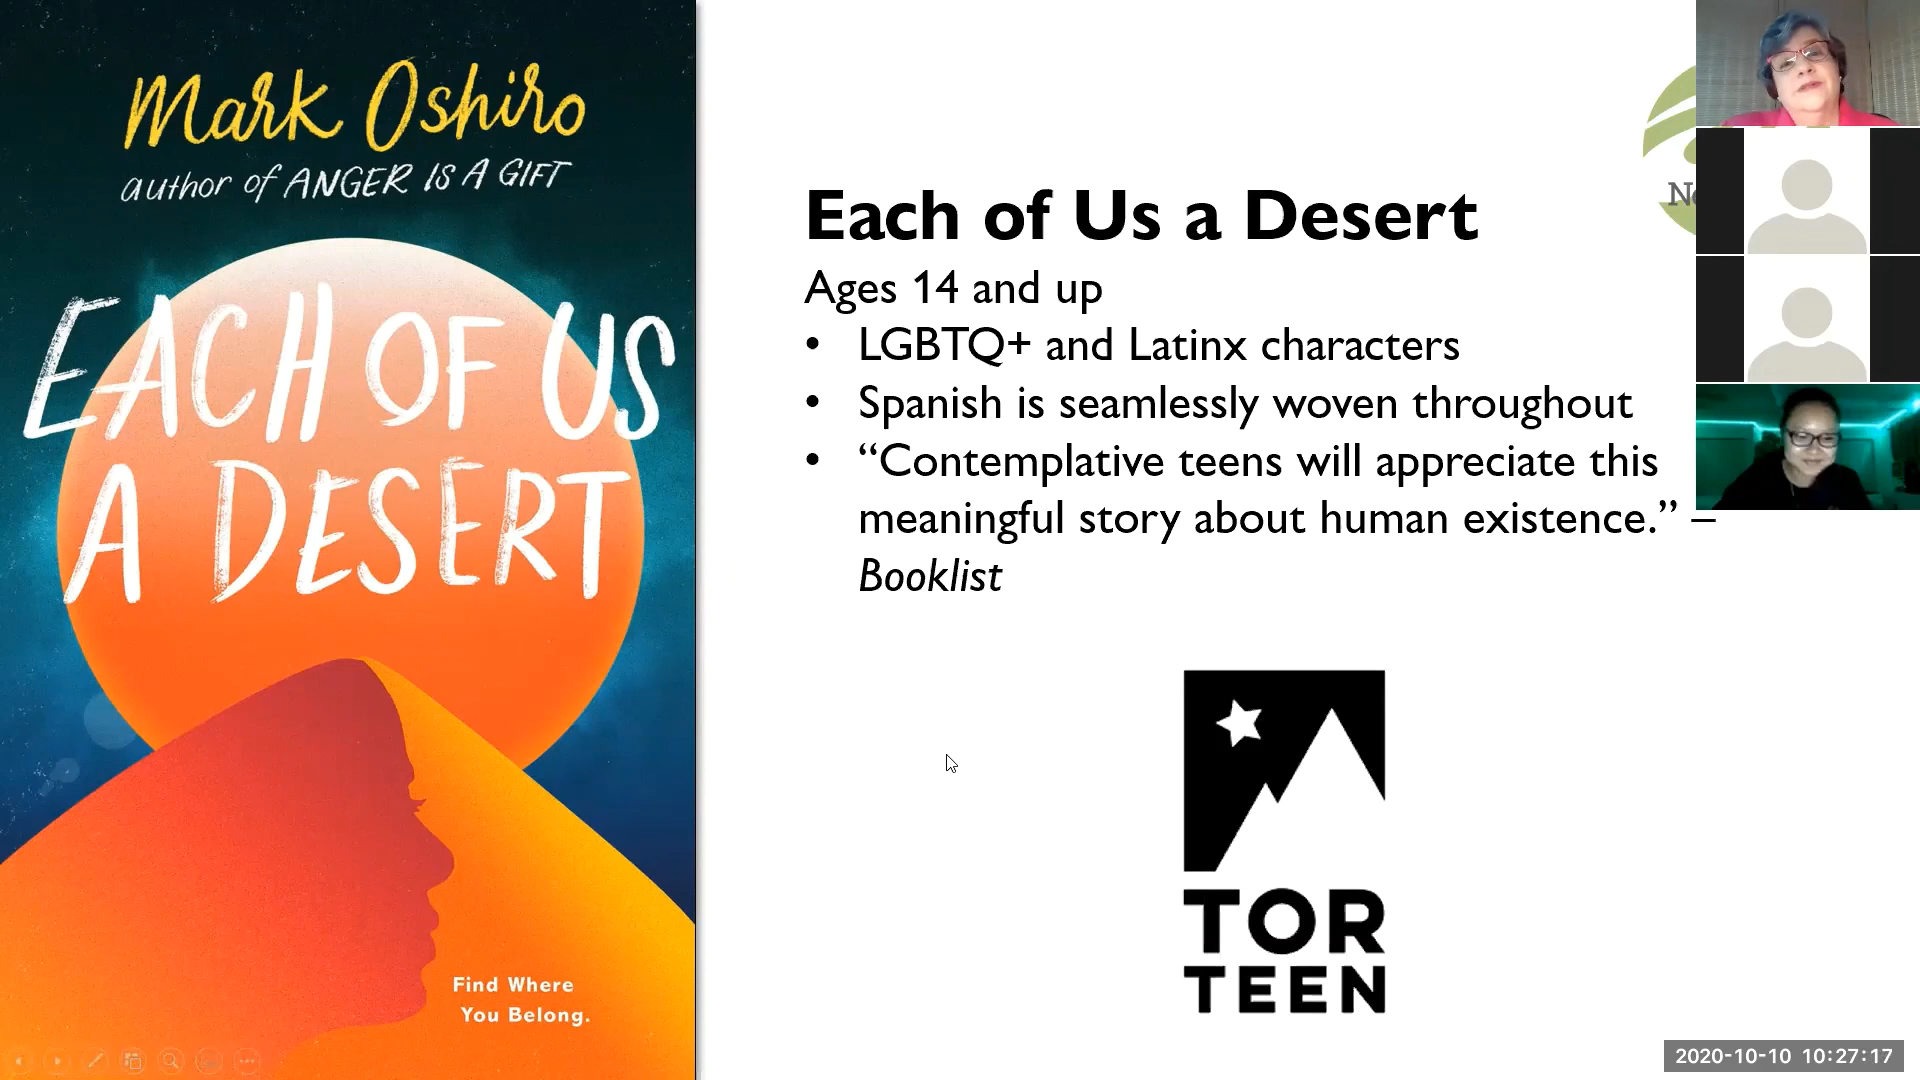 Mark Oshiro
author of ANGER IS A GIFT
EACH OF US
A DESERT
Find Where
You Belong.
Each of Us a Desert
Ages 14 and up
• LGBTQ+ and Latinx characters
• Spanish is seamlessly woven throughout
• “Contemplative teens will appreciate this
meaningful story about human existence.” –
Booklist
TOR
TEEN
2020-10-10 10:27:17